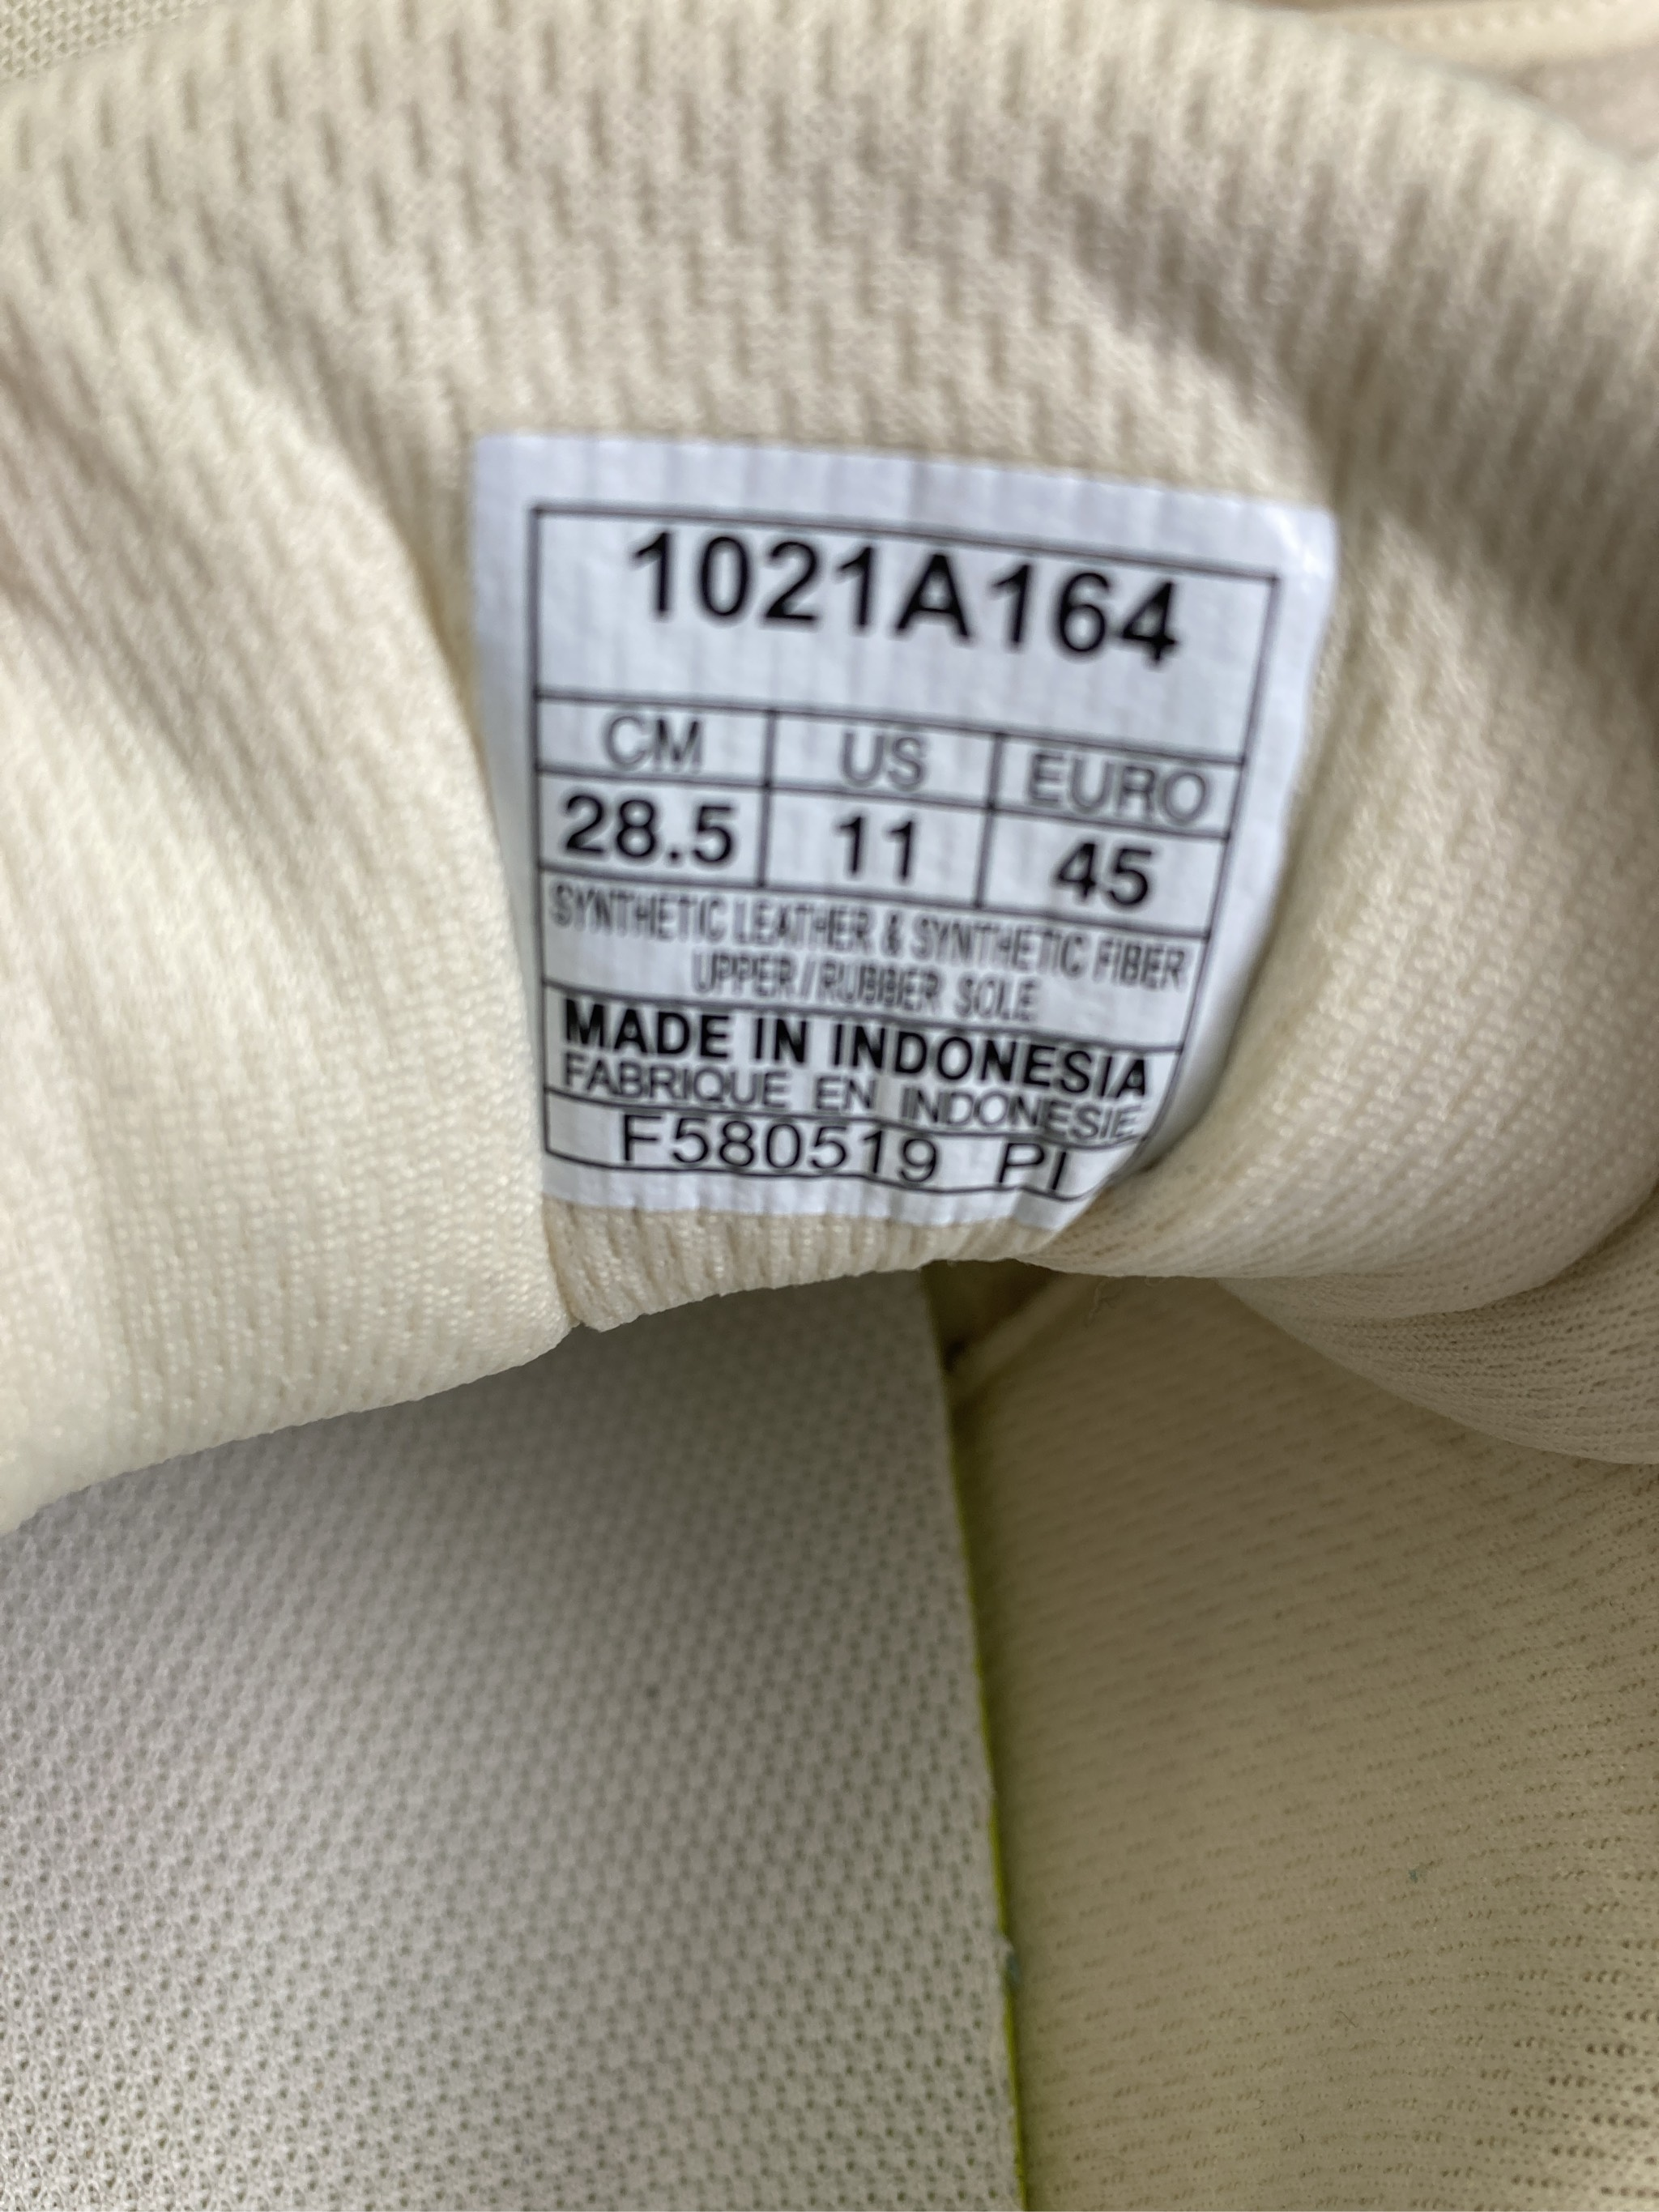 1021A164
CM US EURO
28.5 11 45
SYNTHETIC LEATHER & SYNTHETIC FIBER
UPPER / RUBBER SOLE
MADE IN INDONESIA
FABRIQUE EN INDONESIE
F580519 PI